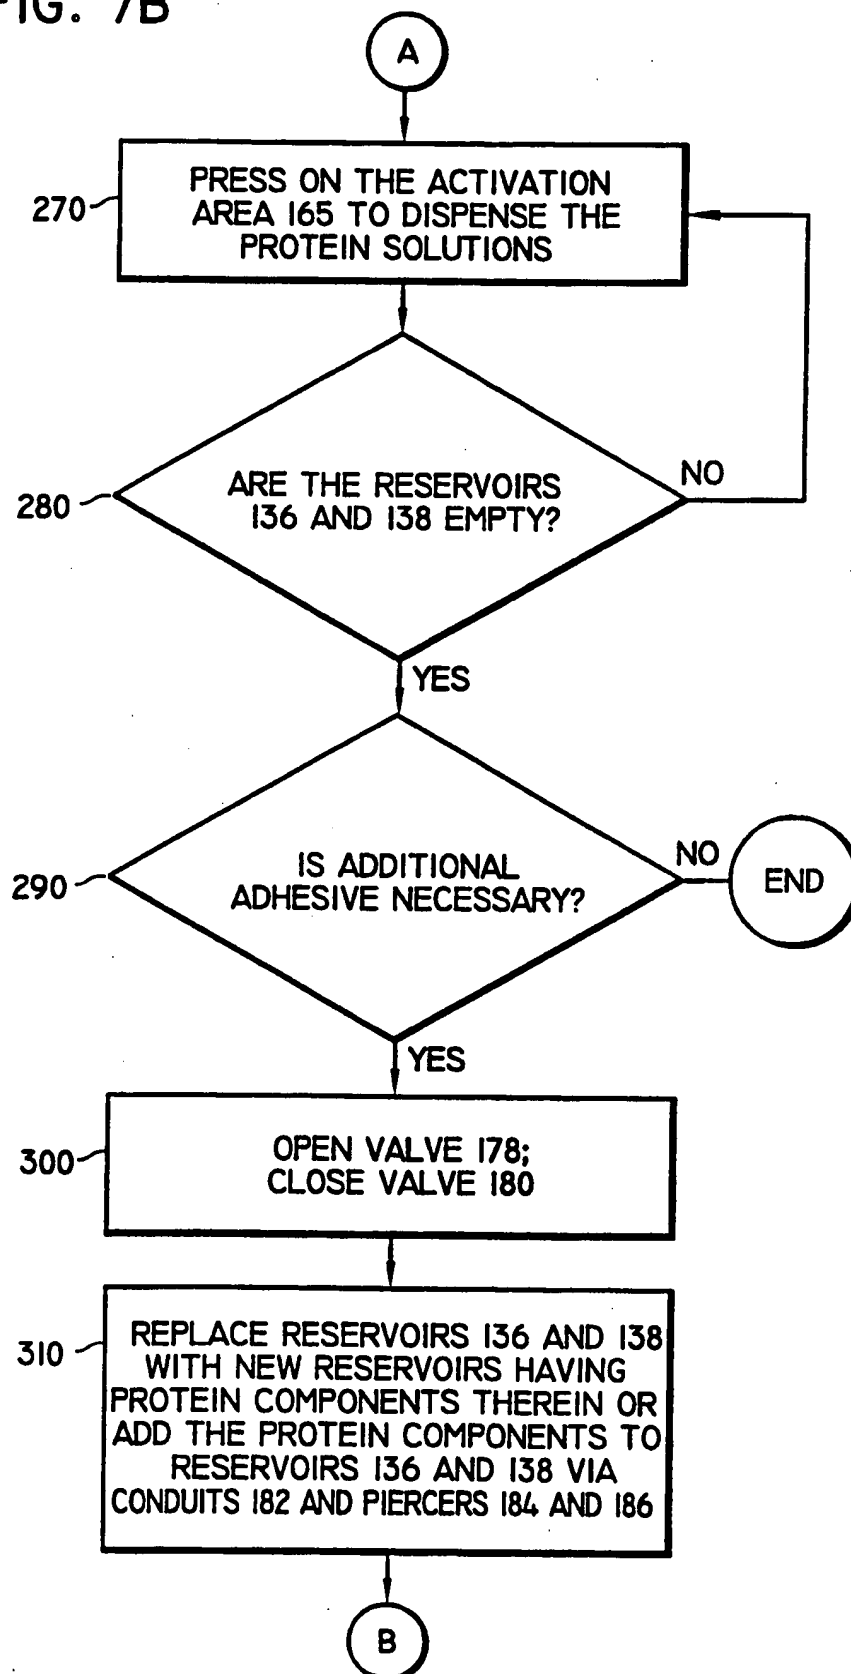 FIG. 7B
A
270
PRESS ON THE ACTIVATION
AREA 165 TO DISPENSE THE
PROTEIN SOLUTIONS
280
ARE THE RESERVOIRS
136 AND 138 EMPTY?
NO
YES
290
IS ADDITIONAL
ADHESIVE NECESSARY?
NO
END
YES
300
OPEN VALVE 178;
CLOSE VALVE 180
310
REPLACE RESERVOIRS 136 AND 138
WITH NEW RESERVOIRS HAVING
PROTEIN COMPONENTS THEREIN OR
ADD THE PROTEIN COMPONENTS TO
RESERVOIRS 136 AND 138 VIA
CONDUITS 182 AND PIERCERS 184 AND 186
B